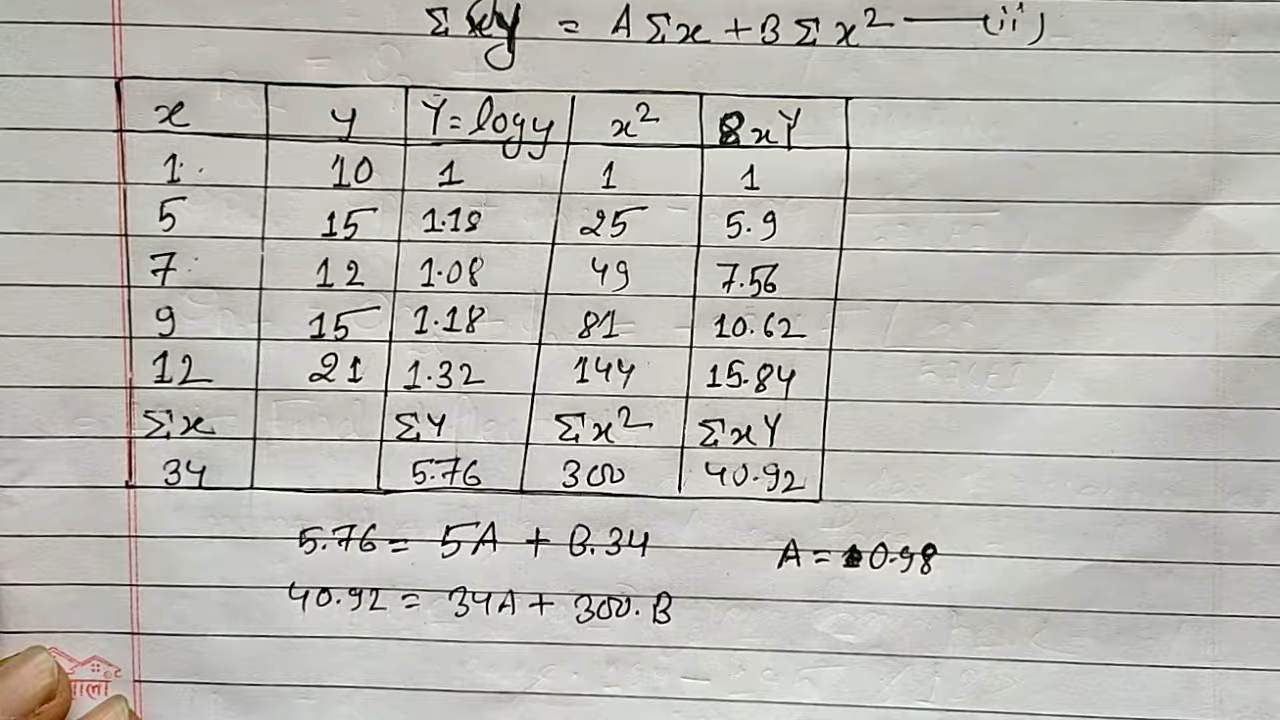 Σxy = AΣx + BΣx² —(ii)
x y Y = logy x² xY
1 10 1 1 1
5 15 1.18 25 5.9
7 12 1.08 49 7.56
9 15 1.18 81 10.62
12 21 1.32 144 15.84
Σx ΣY Σx² ΣxY
34 5.76 300 40.92
5.76 = 5A + B.34 A = 0.98
40.92 = 34A + 300.B